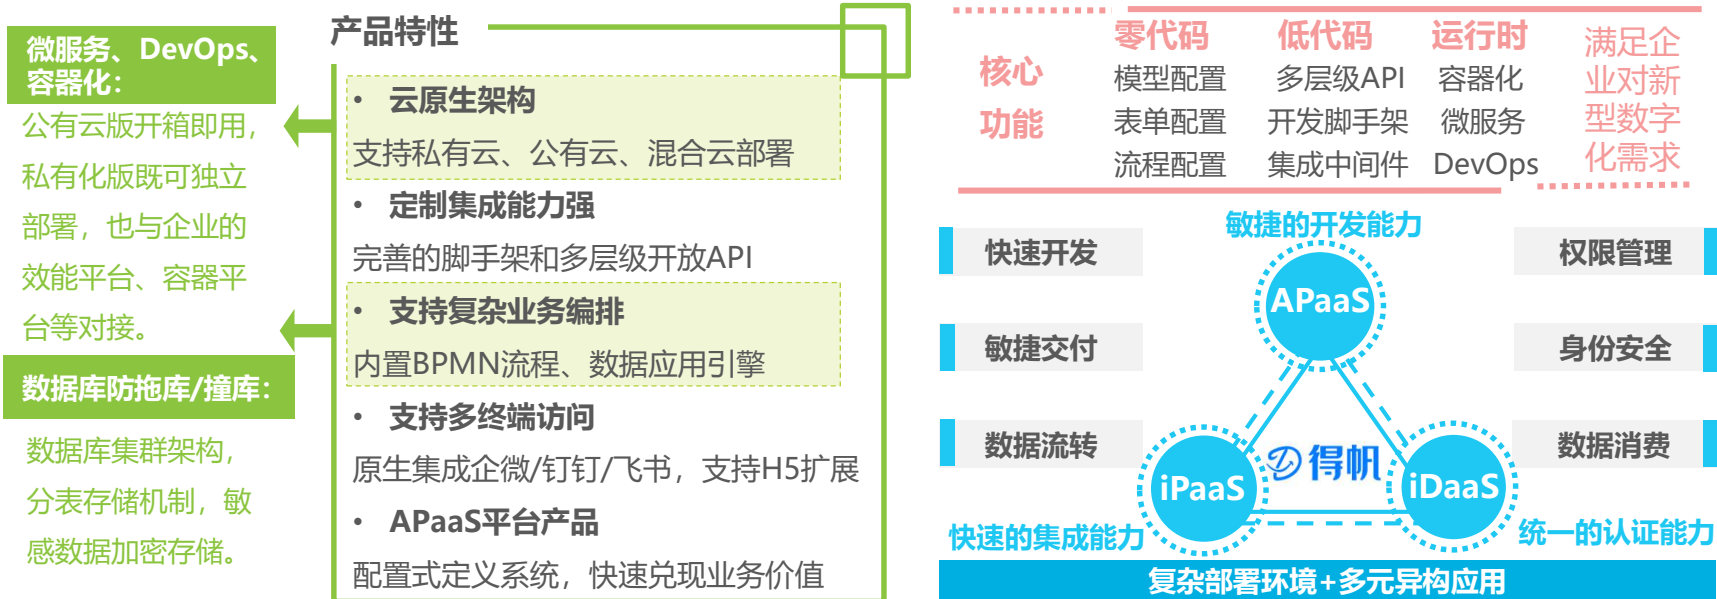 微服务、DevOps、
容器化：
公有云版开箱即用，
私有化版既可独立
部署，也与企业的
效能平台、容器平
台等对接。
数据库防拖库/撞库：
数据库集群架构，
分表存储机制，敏
感数据加密存储。
产品特性
• 云原生架构
支持私有云、公有云、混合云部署
• 定制集成能力强
完善的脚手架和多层级开放API
• 支持复杂业务编排
内置BPMN流程、数据应用引擎
• 支持多终端访问
原生集成企微/钉钉/飞书，支持H5扩展
• APaaS平台产品
配置式定义系统，快速兑现业务价值
核心
功能
零代码
模型配置
表单配置
流程配置
低代码
多层级API
开发脚手架
集成中间件
运行时
容器化
微服务
DevOps
满足企
业对新
型数字
化需求
快速开发
敏捷交付
数据流转
敏捷的开发能力
APaaS
得帆
iPaaS
iDaaS
快速的集成能力
统一的认证能力
权限管理
身份安全
数据消费
复杂部署环境+多元异构应用